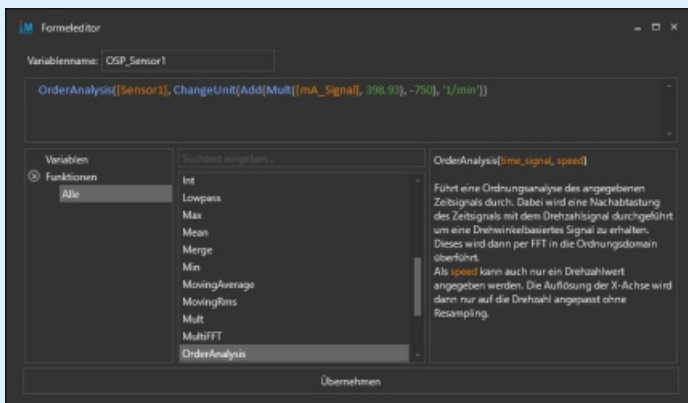 iM Formeleditor
Variablenname: OSP_Sensor1
OrderAnalysis([Sensor1], ChangeUnit(Add(Mult([mA_Signal], 398.93), -750), '1/min'))
Variablen
Funktionen
Alle
Suchtext eingeben...
Int
Lowpass
Max
Mean
Merge
Min
MovingAverage
MovingRms
Mult
MultiFFT
OrderAnalysis
OrderAnalysis(time_signal, speed)
Führt eine Ordnungsanalyse des angegebenen
Zeitsignals durch. Dabei wird eine Nachabtastung
des Zeitsignals mit dem Drehzahlsignal durchgeführt
um eine Drehwinkelbasiertes Signal zu erhalten.
Dieses wird dann per FFT in die Ordnungsdomain
überführt.
Als speed kann auch nur ein Drehzahlwert
angegeben werden. Die Auflösung der X-Achse wird
dann nur auf die Drehzahl angepasst ohne
Resampling.
Übernehmen